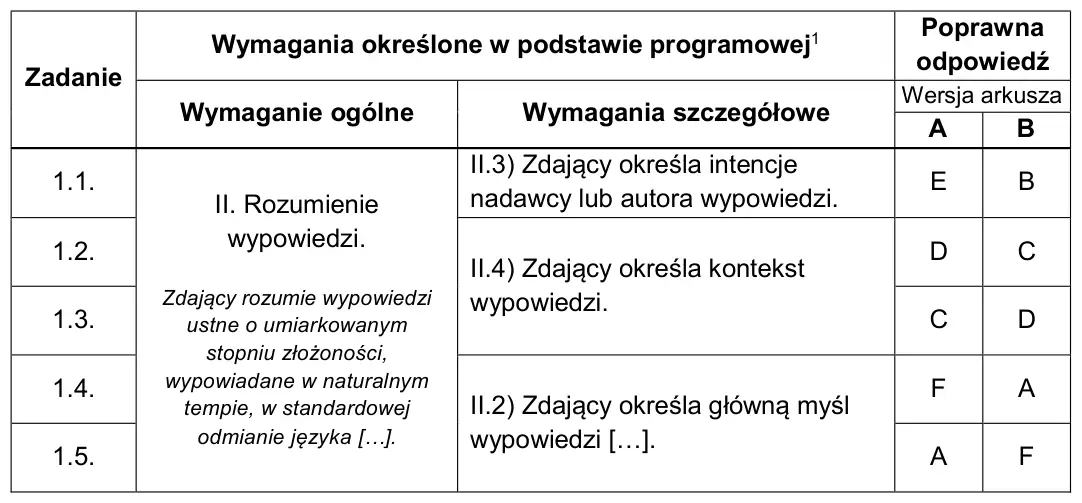 Zadanie
Wymagania określone w podstawie programowej¹
Poprawna
odpowiedź
Wymaganie ogólne
Wymagania szczegółowe
Wersja arkusza
A B
1.1.
II. Rozumienie
wypowiedzi.
Zdający rozumie wypowiedzi
ustne o umiarkowanym
stopniu złożoności,
wypowiadane w naturalnym
tempie, w standardowej
odmianie języka […].
II.3) Zdający określa intencje
nadawcy lub autora wypowiedzi.
E B
1.2.
II.4) Zdający określa kontekst
wypowiedzi.
D C
1.3.
C D
1.4.
II.2) Zdający określa główną myśl
wypowiedzi […].
F A
1.5.
A F